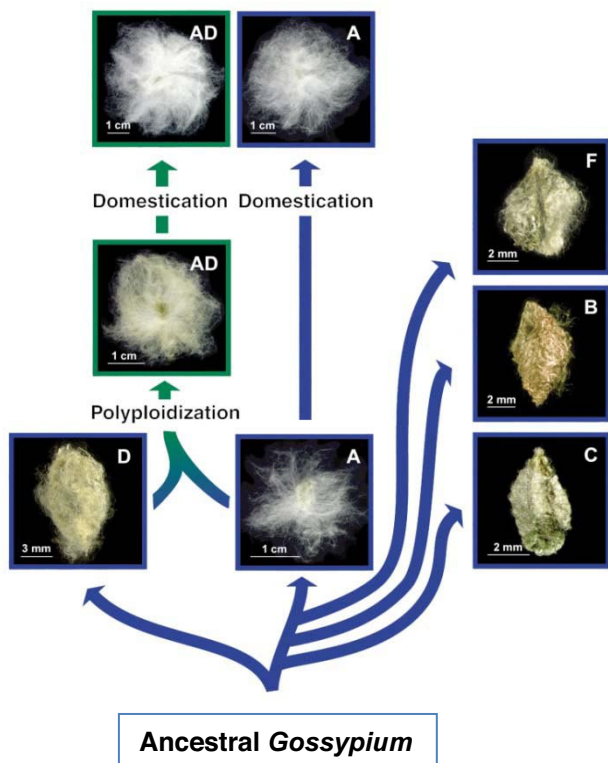 AD
1 cm
A
1 cm
Domestication
Domestication
F
2 mm
AD
1 cm
B
2 mm
Polyploidization
D
3 mm
A
1 cm
C
2 mm
Ancestral Gossypium